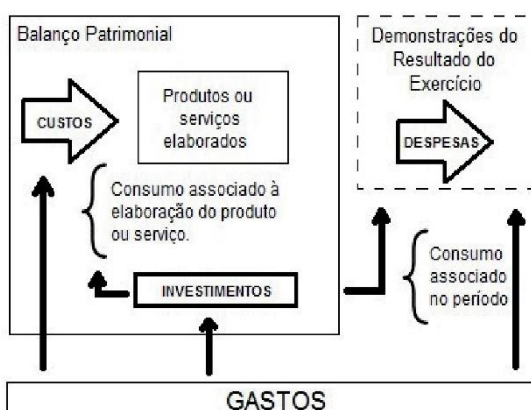 Balanço Patrimonial
CUSTOS
Produtos ou
serviços
elaborados
Consumo associado à
elaboração do produto
ou serviço.
INVESTIMENTOS
Demonstrações do
Resultado do
Exercício
DESPESAS
Consumo
associado
no período
GASTOS